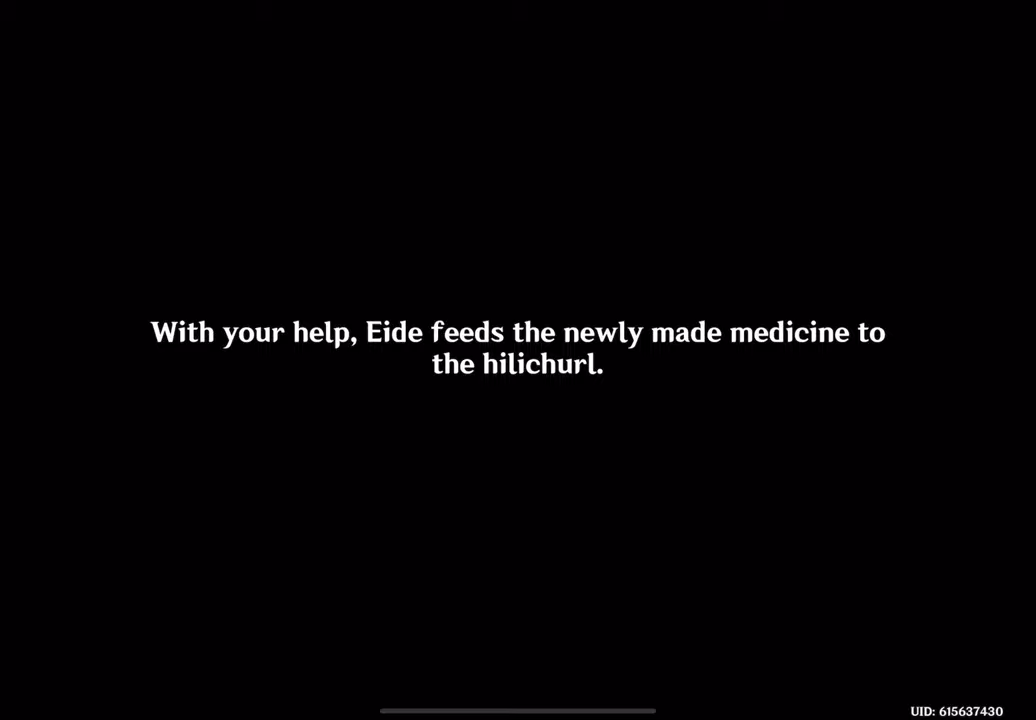 With your help, Eide feeds the newly made medicine to
the hilichurl.
UID: 615637430